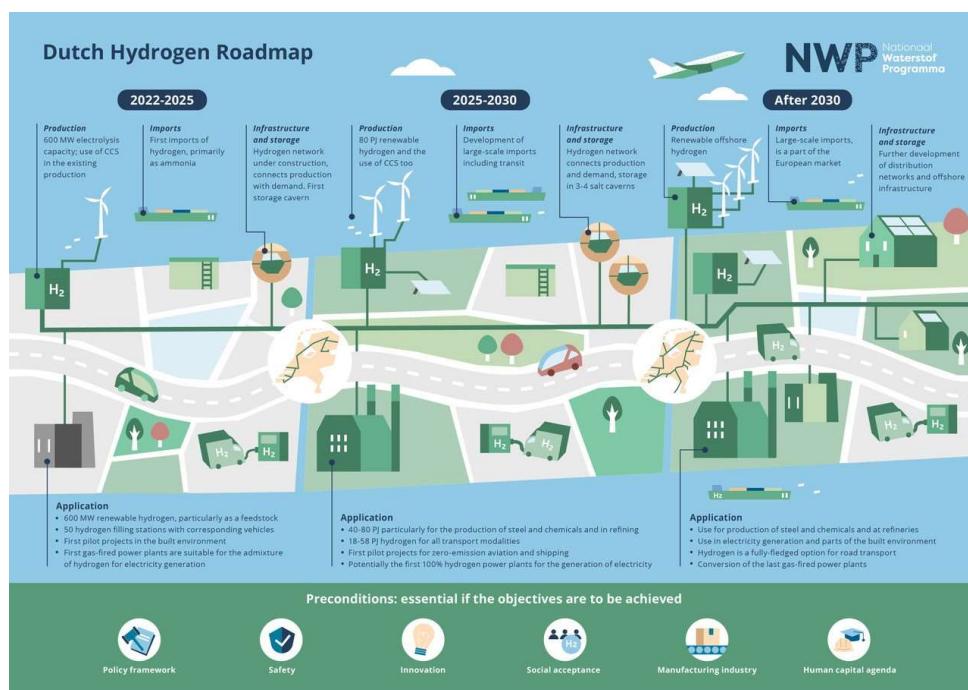 Dutch Hydrogen Roadmap
NWP
Nationaal
Waterstof
Programma
2022-2025
Production
600 MW electrolysis
capacity; use of CCS
in the existing
production
Imports
First imports of
hydrogen, primarily
as ammonia
Infrastructure
and storage
Hydrogen network
under construction,
connects production
with demand. First
storage cavern
2025-2030
Production
80 PJ renewable
hydrogen and the
use of CCS too
Imports
Development of
large-scale imports
including transit
Infrastructure
and storage
Hydrogen network
connects production
and demand, storage
in 3-4 salt caverns
After 2030
Production
Renewable offshore
hydrogen
Imports
Large-scale imports,
is a part of the
European market
Infrastructure
and storage
Further development
of distribution
networks and offshore
infrastructure
H2
H2
H2
H2
H2
H2
H2
H2
H2
H2
H2
H2
H2
Application
• 600 MW renewable hydrogen, particularly as a feedstock
• 50 hydrogen filling stations with corresponding vehicles
• First pilot projects in the built environment
• First gas-fired power plants are suitable for the admixture
of hydrogen for electricity generation
Application
• 40-80 PJ particularly for the production of steel and chemicals and in refining
• 18-58 PJ hydrogen for all transport modalities
• First pilot projects for zero-emission aviation and shipping
• Potentially the first 100% hydrogen power plants for the generation of electricity
Application
• Use for production of steel and chemicals and at refineries
• Use in electricity generation and parts of the built environment
• Hydrogen is a fully-fledged option for road transport
• Conversion of the last gas-fired power plants
Preconditions: essential if the objectives are to be achieved
H2
Policy framework
Safety
Innovation
Social acceptance
Manufacturing industry
Human capital agenda